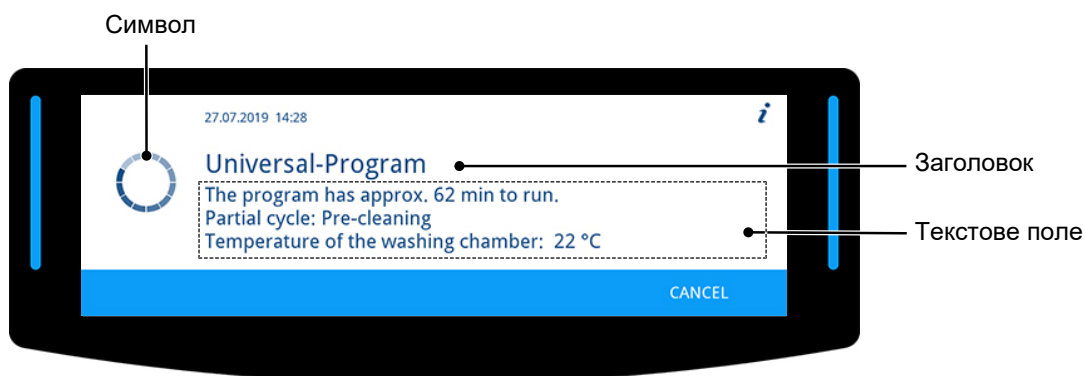 Символ
27.07.2019 14:28
i
Universal-Program
Заголовок
The program has approx. 62 min to run.
Partial cycle: Pre-cleaning
Текстове поле
Temperature of the washing chamber: 22 °C
CANCEL